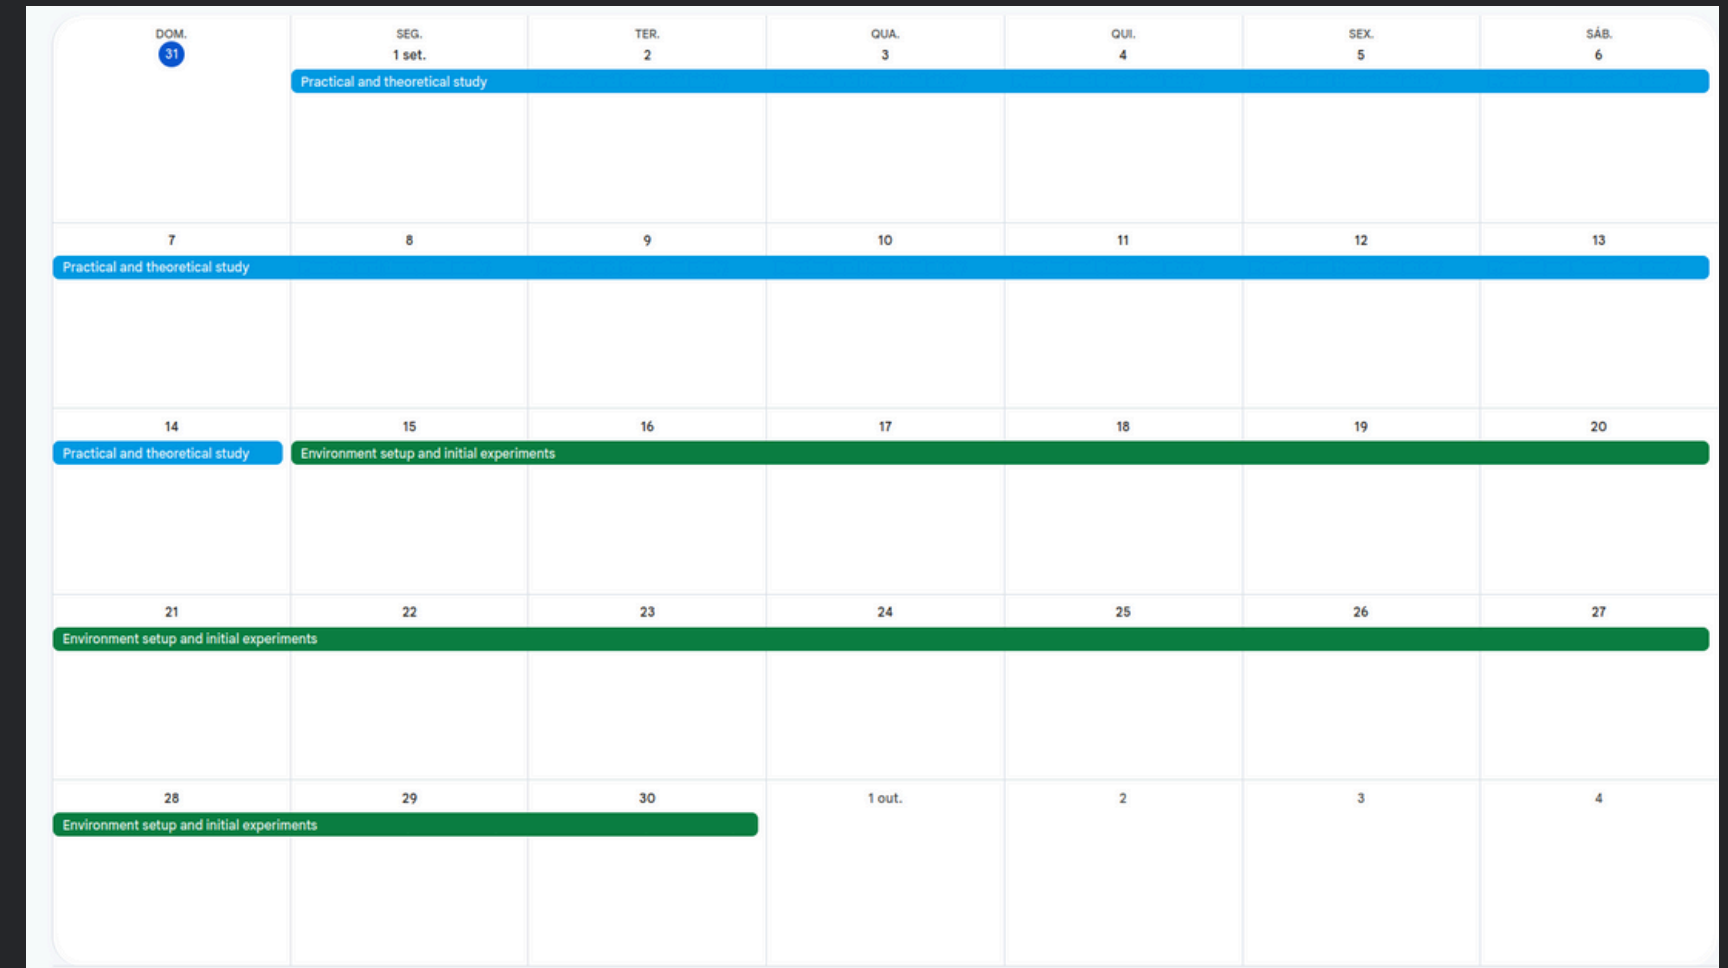 DOM. SEG. TER. QUA. QUI. SEX. SÁB.
31 1 set. 2 3 4 5 6
Practical and theoretical study
7 8 9 10 11 12 13
Practical and theoretical study
14 15 16 17 18 19 20
Practical and theoretical study Environment setup and initial experiments
21 22 23 24 25 26 27
Environment setup and initial experiments
28 29 30 1 out. 2 3 4
Environment setup and initial experiments